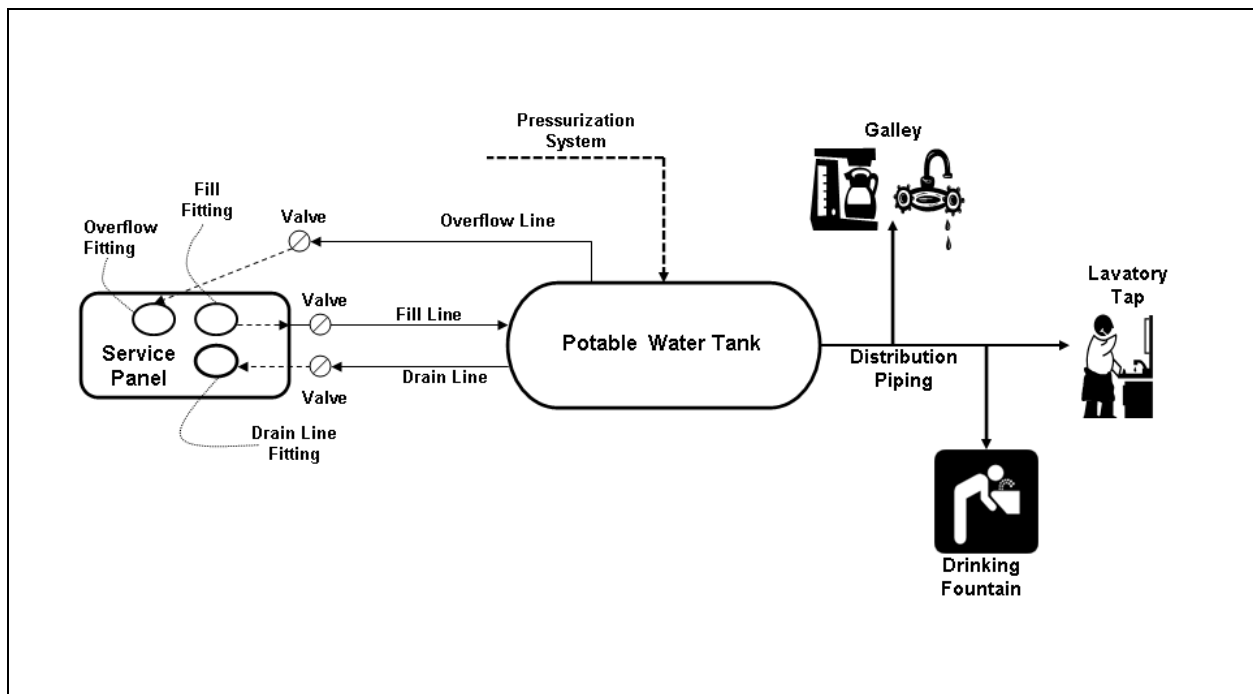 Pressurization
System
Galley
Fill
Fitting
Overflow
Fitting
Valve
Overflow Line
Lavatory
Tap
Valve
Fill Line
Potable Water Tank
Service
Panel
Distribution
Piping
Drain Line
Valve
Drain Line
Fitting
Drinking
Fountain